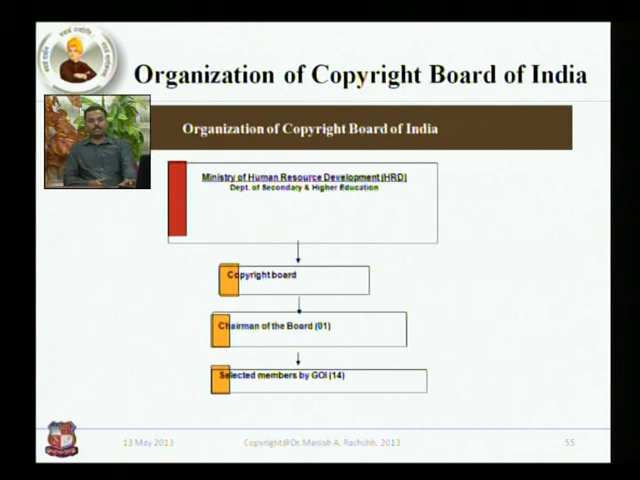 Organization of Copyright Board of India
Organization of Copyright Board of India
Ministry of Human Resource Development (HRD)
Dept. of Secondary & Higher Education
Copyright board
Chairman of the Board (01)
Selected members by GOI (14)
13 May 2013
Copyright@Dr. Manish A. Rachchh. 2013
55